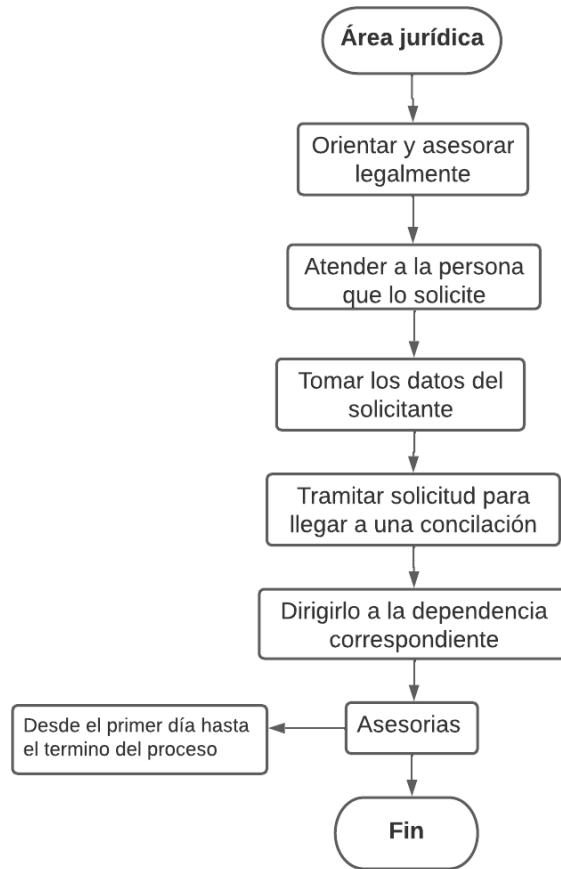 Área jurídica
Orientar y asesorar
legalmente
Atender a la persona
que lo solicite
Tomar los datos del
solicitante
Tramitar solicitud para
llegar a una concilación
Dirigirlo a la dependencia
correspondiente
Asesorias
Desde el primer día hasta
el termino del proceso
Fin